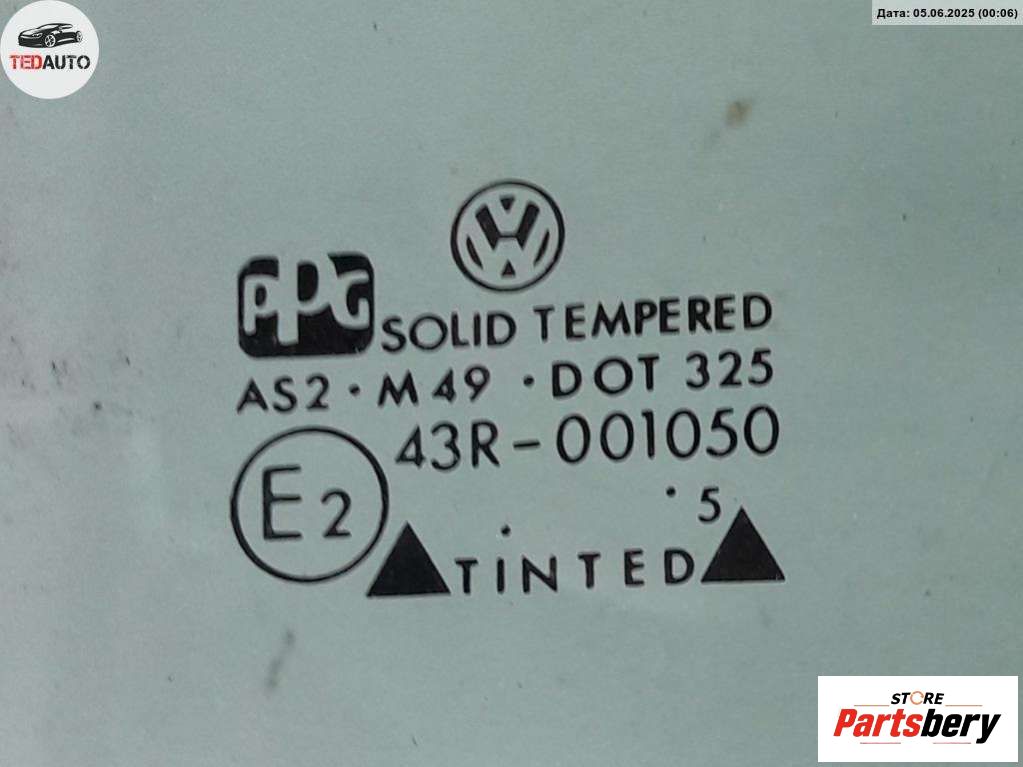 TEDAUTO
Дата: 05.06.2025 (00:06)
PPG
SOLID TEMPERED
AS2 · M49 · DOT 325
43R-001050
E2
. · 5
TINTED
STORE
Partsbery